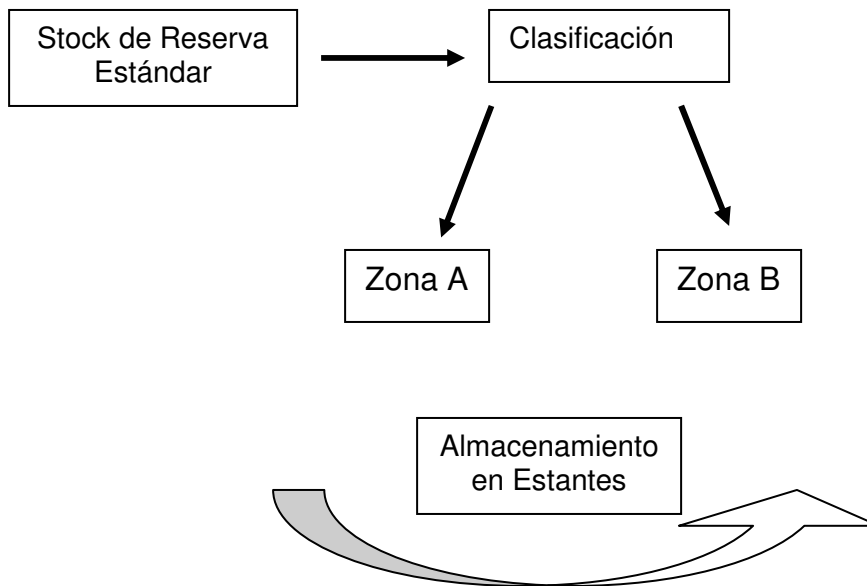 Stock de Reserva
Estándar
Clasificación
Zona A
Zona B
Almacenamiento
en Estantes